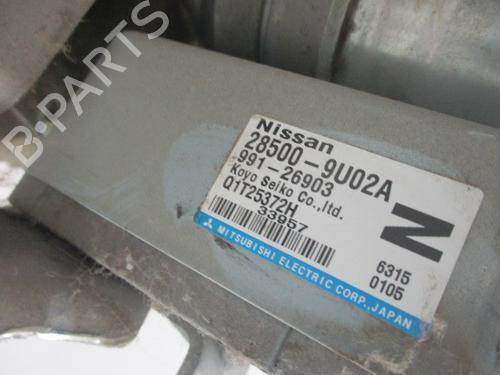 B-PARTS
Nissan
28500-9U02A
991-26903
Koyo Seiko Co.,ltd.
Q1T25372H
33957
N
6315
0105
MITSUBISHI ELECTRIC CORP., JAPAN